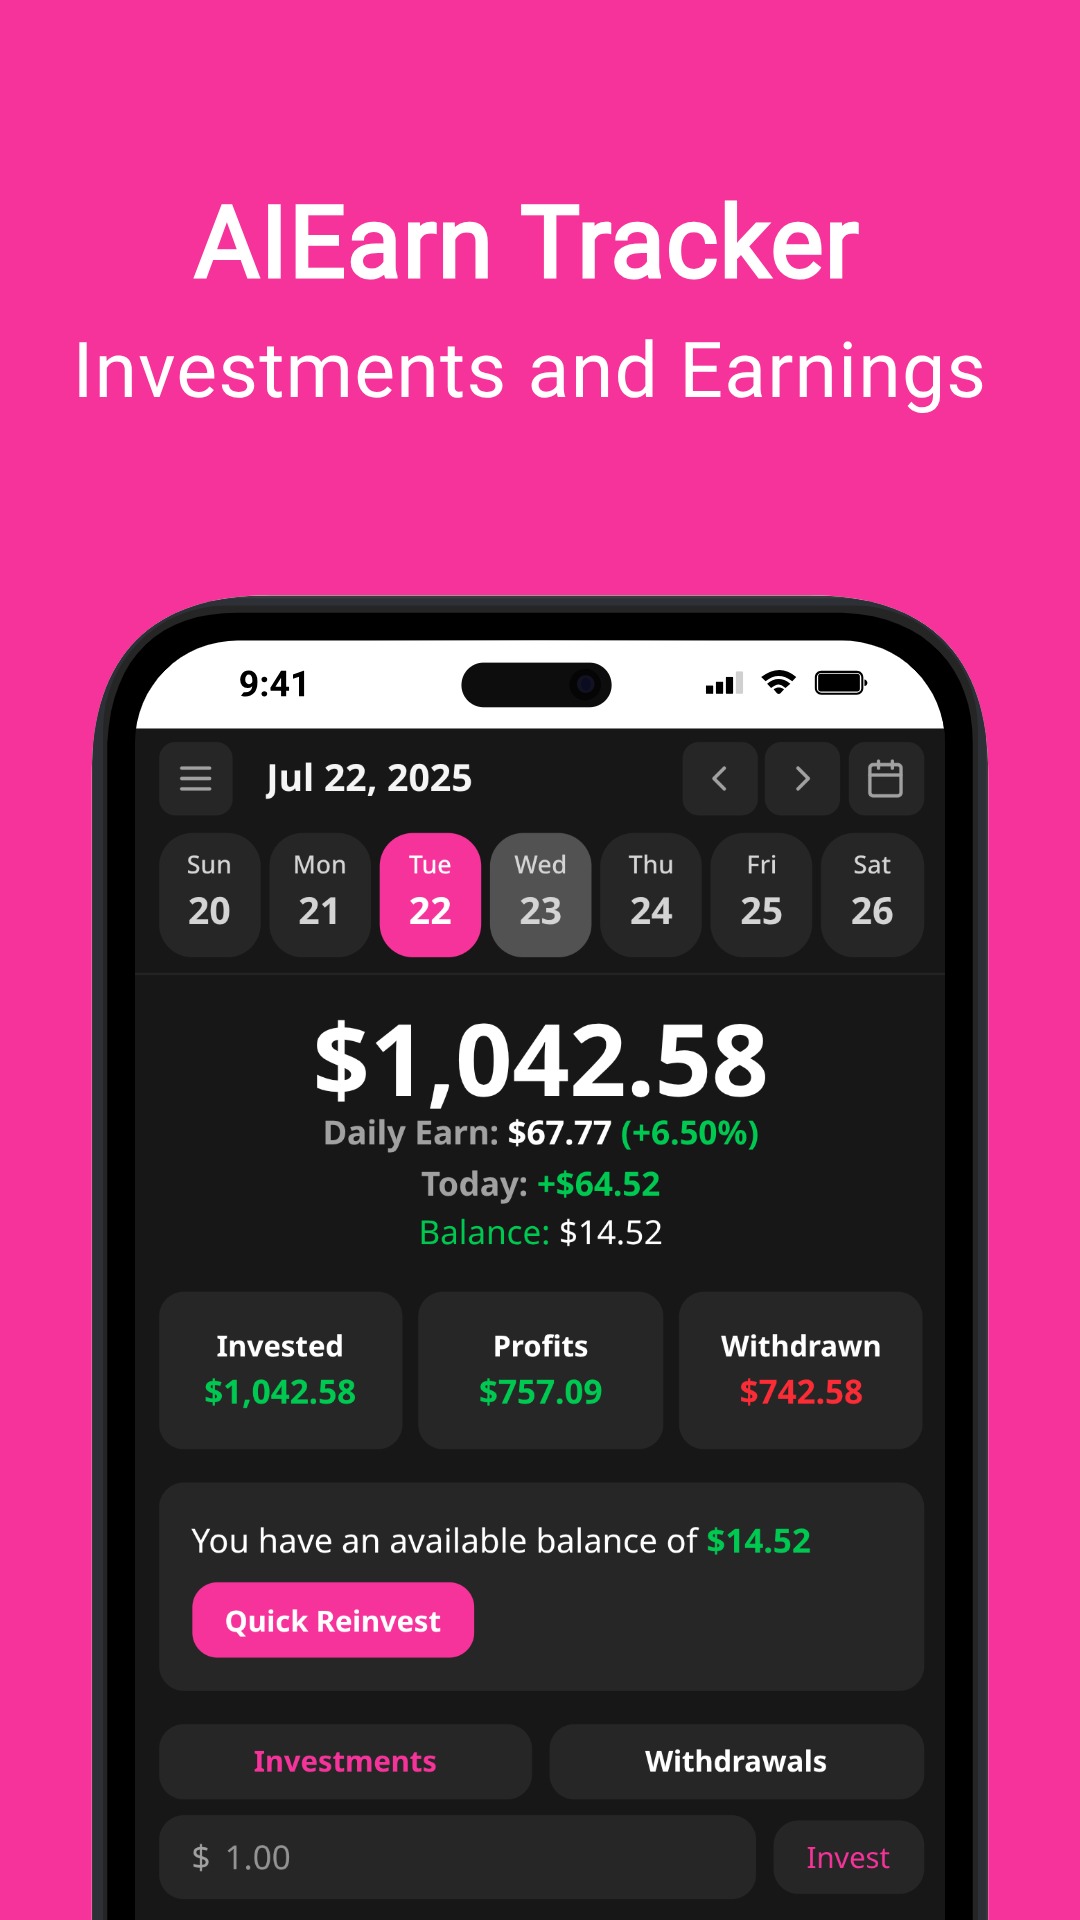 AIEarn Tracker
Investments and Earnings
9:41
Jul 22, 2025
Sun Mon Tue Wed Thu Fri Sat
20 21 22 23 24 25 26
$1,042.58
Daily Earn: $67.77 (+6.50%)
Today: +$64.52
Balance: $14.52
Invested Profits Withdrawn
$1,042.58 $757.09 $742.58
You have an available balance of $14.52
Quick Reinvest
Investments Withdrawals
$ 1.00 Invest